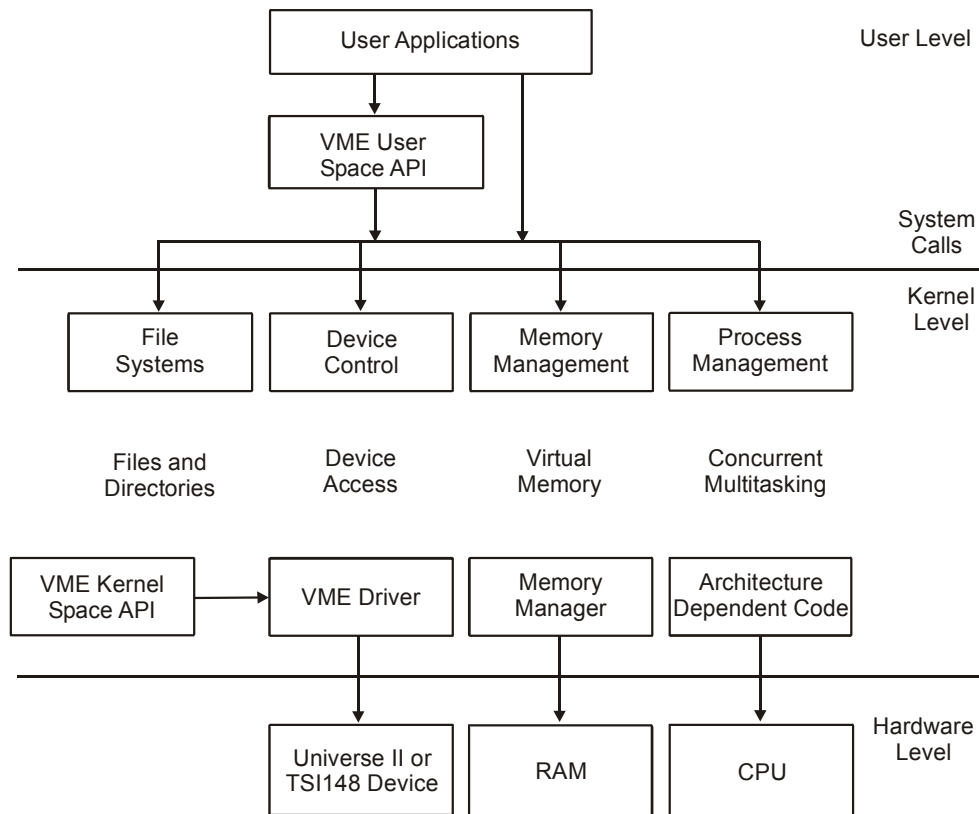 User Applications
User Level
VME User
Space API
System
Calls
Kernel
Level
File
Systems
Device
Control
Memory
Management
Process
Management
Files and
Directories
Device
Access
Virtual
Memory
Concurrent
Multitasking
VME Kernel
Space API
VME Driver
Memory
Manager
Architecture
Dependent Code
Hardware
Level
Universe II or
TSI148 Device
RAM
CPU